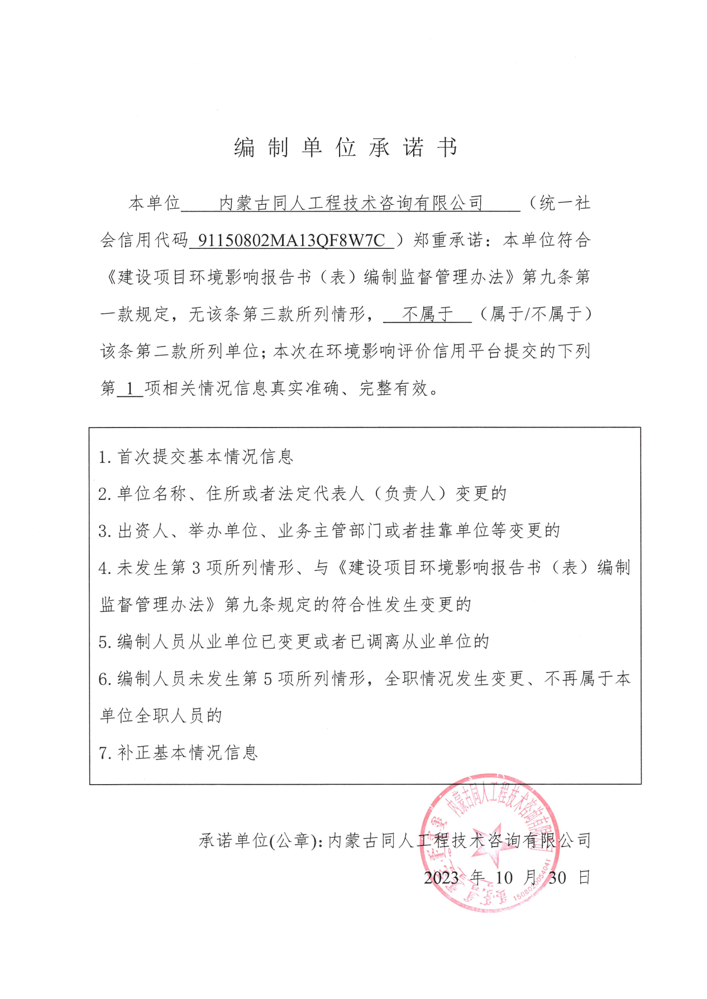 编制单位承诺书
本单位 内蒙古同人工程技术咨询有限公司 （统一社
会信用代码 91150802MA13QF8W7C ）郑重承诺：本单位符合
《建设项目环境影响报告书（表）编制监督管理办法》第九条第
一款规定，无该条第三款所列情形， 不属于 （属于/不属于）
该条第二款所列单位；本次在环境影响评价信用平台提交的下列
第 1 项相关情况信息真实准确、完整有效。
1. 首次提交基本情况信息
2. 单位名称、住所或者法定代表人（负责人）变更的
3. 出资人、举办单位、业务主管部门或者挂靠单位等变更的
4. 未发生第 3 项所列情形、与《建设项目环境影响报告书（表）编制
监督管理办法》第九条规定的符合性发生变更的
5. 编制人员从业单位已变更或者已调离从业单位的
6. 编制人员未发生第 5 项所列情形，全职情况发生变更、不再属于本
单位全职人员的
7. 补正基本情况信息
内蒙古同人工程技术咨询有限公司
承诺单位(公章)：内蒙古同人工程技术咨询有限公司
2023 年 10 月 30 日
1508020054041